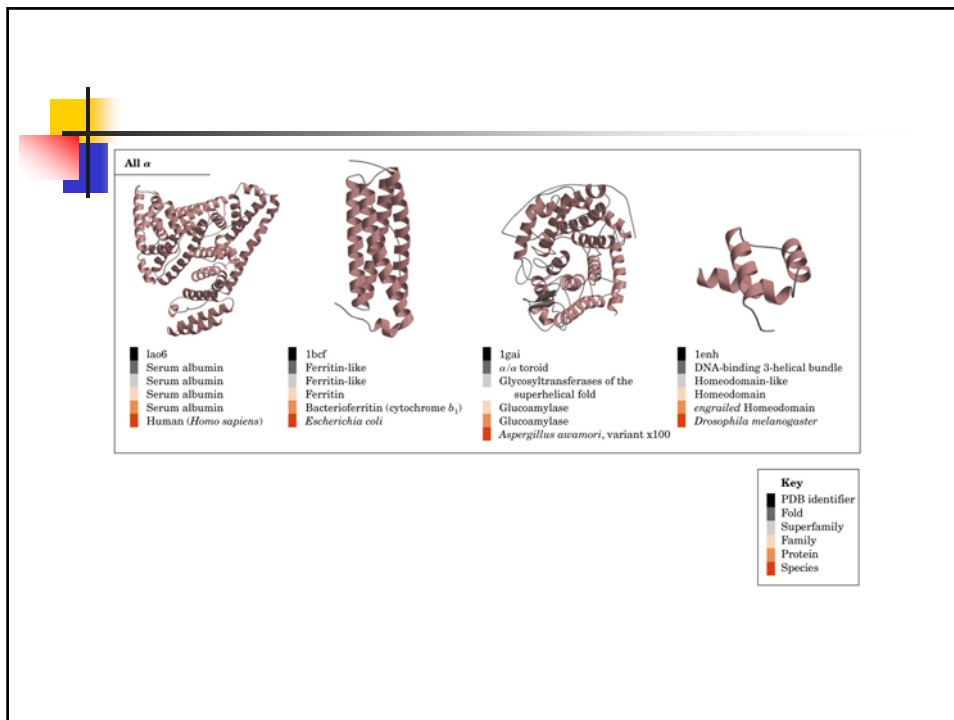 All α
lao6
Serum albumin
Serum albumin
Serum albumin
Serum albumin
Human (Homo sapiens)
1bcf
Ferritin-like
Ferritin-like
Ferritin
Bacterioferritin (cytochrome b₁)
Escherichia coli
1gai
α/α toroid
Glycosyltransferases of the
superhelical fold
Glucoamylase
Glucoamylase
Aspergillus awamori, variant x100
1enh
DNA-binding 3-helical bundle
Homeodomain-like
Homeodomain
engrailed Homeodomain
Drosophila melanogaster
Key
PDB identifier
Fold
Superfamily
Family
Protein
Species